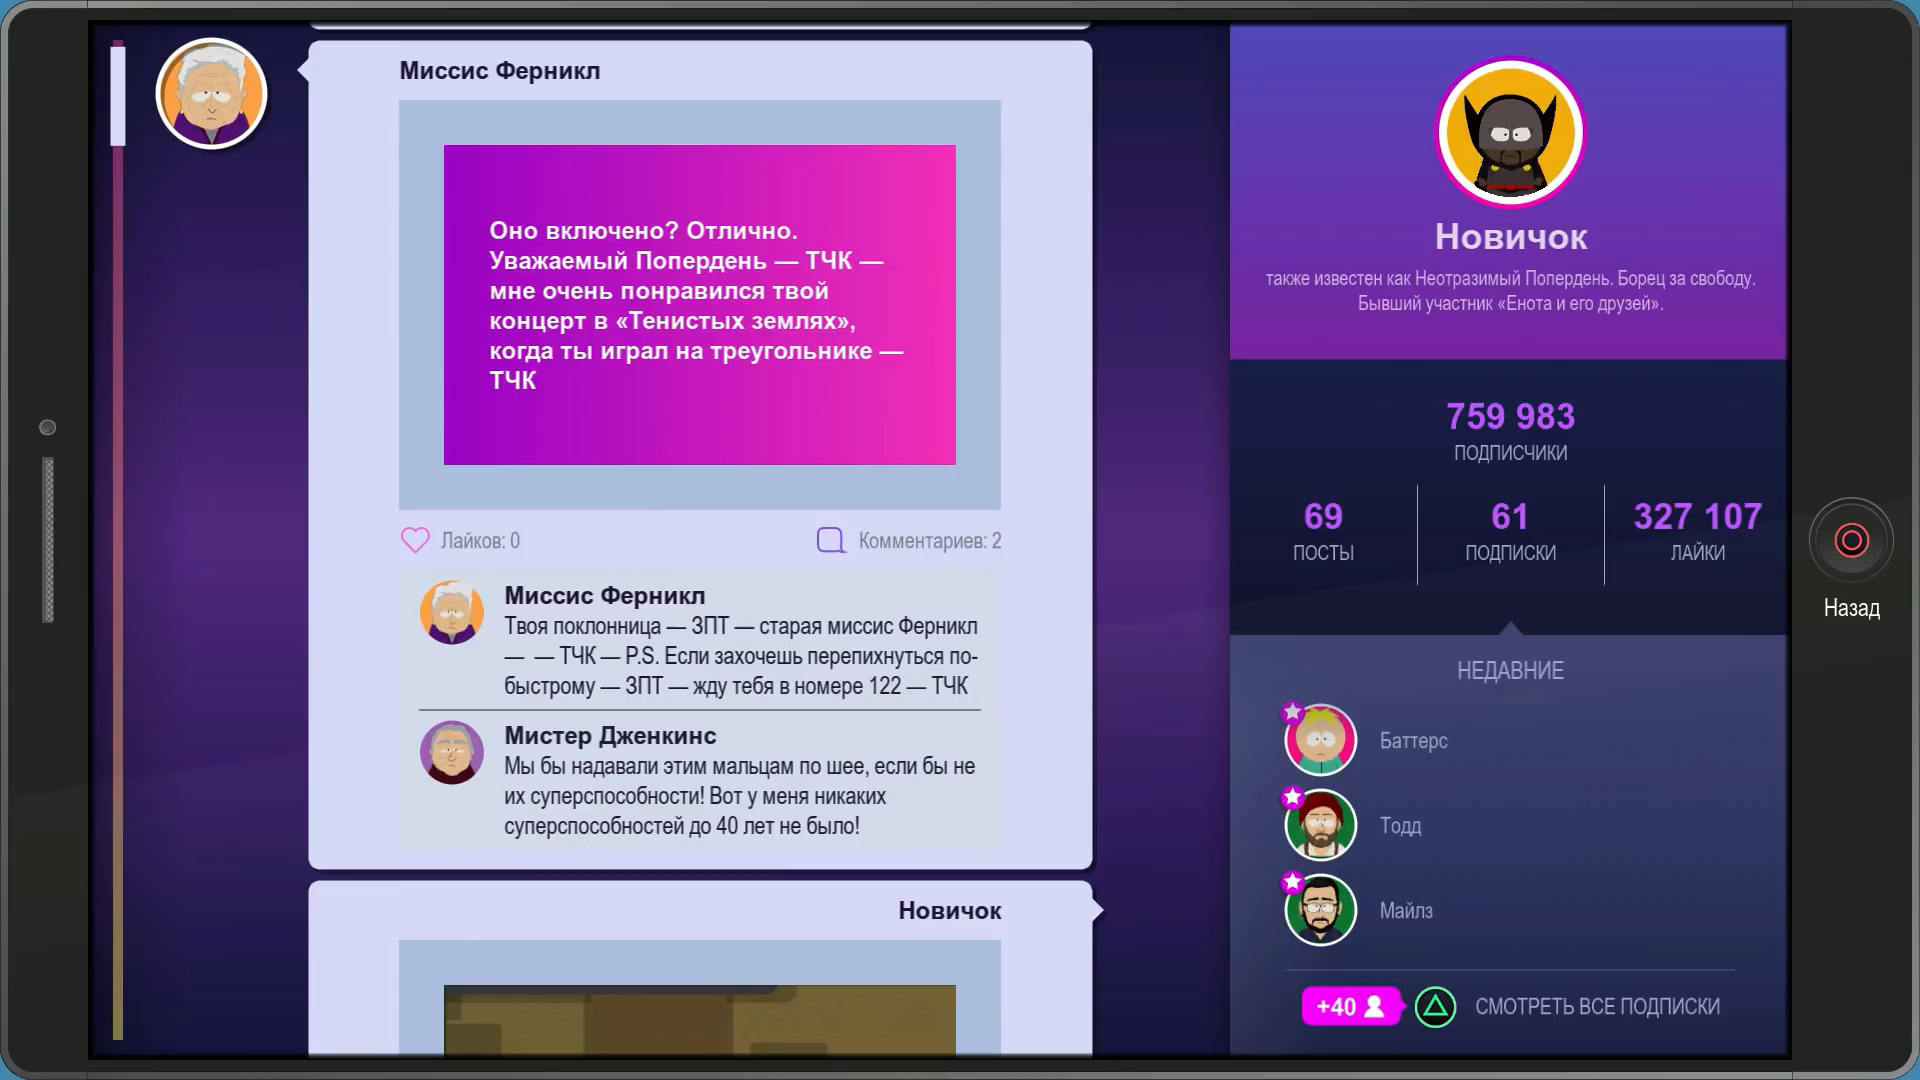 Миссис Ферникл
Оно включено? Отлично.
Уважаемый Попердень — ТЧК —
мне очень понравился твой
концерт в «Тенистых землях»,
когда ты играл на треугольнике —
ТЧК
Лайков: 0
Комментариев: 2
Миссис Ферникл
Твоя поклонница — ЗПТ — старая миссис Ферникл
— — ТЧК — P.S. Если захочешь перепихнуться по-
быстрому — ЗПТ — жду тебя в номере 122 — ТЧК
Мистер Дженкинс
Мы бы надавали этим мальцам по шее, если бы не
их суперспособности! Вот у меня никаких
суперспособностей до 40 лет не было!
Новичок
Новичок
также известен как Неотразимый Попердень. Борец за свободу.
Бывший участник «Енота и его друзей».
759 983
ПОДПИСЧИКИ
69
ПОСТЫ
61
ПОДПИСКИ
327 107
ЛАЙКИ
НЕДАВНИЕ
Баттерс
Тодд
Майлз
+40
СМОТРЕТЬ ВСЕ ПОДПИСКИ
Назад